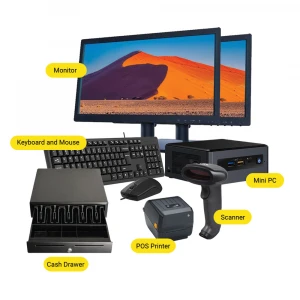 Monitor
Keyboard and Mouse
Mini PC
Scanner
POS Printer
Cash Drawer